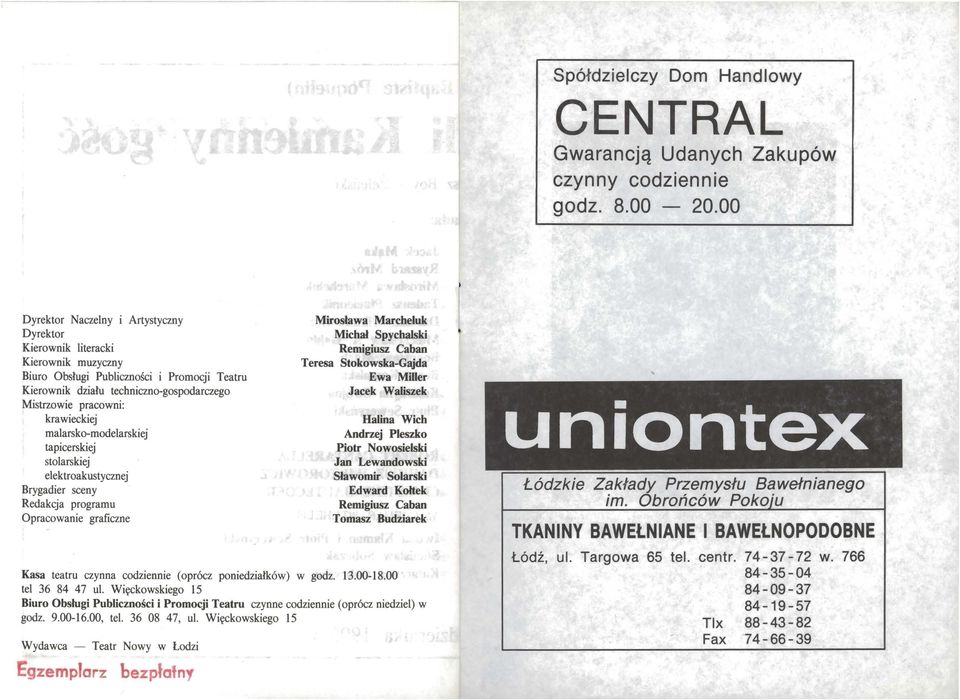 Dyrektor Naczelny i Artystyczny Mirosława Marcheluk
Dyrektor Michał Spychalski
Kierownik literacki Remigiusz Caban
Kierownik muzyczny Teresa Stokowska-Gajda
Biuro Obsługi Publiczności i Promocji Teatru Ewa Miller
Kierownik działu techniczno-gospodarczego Jacek Waliszek
Mistrzowie pracowni:
krawieckiej Halina Wich
malarsko-modelarskiej Andrzej Pleszko
tapicerskiej Piotr Nowosielski
stolarskiej Jan Lewandowski
elektroakustycznej Sławomir Solarski
Brygadier sceny Edward Kołtek
Redakcja programu Remigiusz Caban
Opracowanie graficzne Tomasz Budziarek
Kasa teatru czynna codziennie (oprócz poniedziałków) w godz. 13.00-18.00
tel 36 84 47 ul. Więckowskiego 15
Biuro Obsługi Publiczności i Promocji Teatru czynne codziennie (oprócz niedziel) w
godz. 9.00-16.00, tel. 36 08 47, ul. Więckowskiego 15
Wydawca — Teatr Nowy w Łodzi
Egzemplarz bezpłatny
Spółdzielczy Dom Handlowy
CENTRAL
Gwarancją Udanych Zakupów
czynny codziennie
godz. 8.00 — 20.00
uniontex
Łódzkie Zakłady Przemysłu Bawełnianego
im. Obrońców Pokoju
TKANINY BAWEŁNIANE I BAWEŁNOPODOBNE
Łódź, ul. Targowa 65 tel. centr. 74-37-72 w. 766
84-35-04
84-09-37
84-19-57
Tlx 88-43-82
Fax 74-66-39